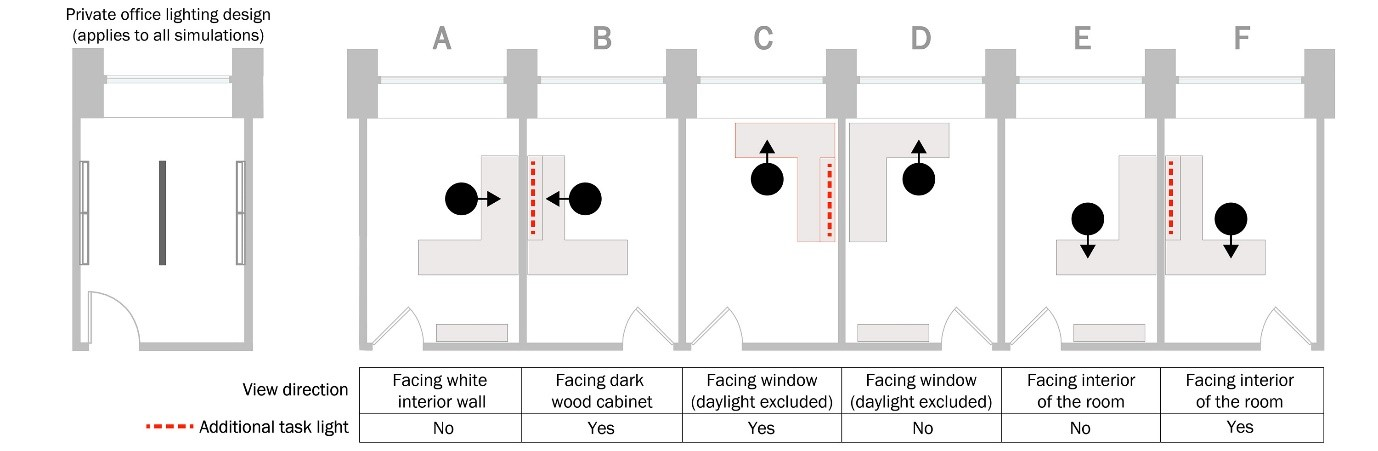 Private office lighting design
(applies to all simulations)
A B C D E F
View direction
Facing white
interior wall
Facing dark
wood cabinet
Facing window
(daylight excluded)
Facing window
(daylight excluded)
Facing interior
of the room
Facing interior
of the room
Additional task light
No
Yes
Yes
No
No
Yes